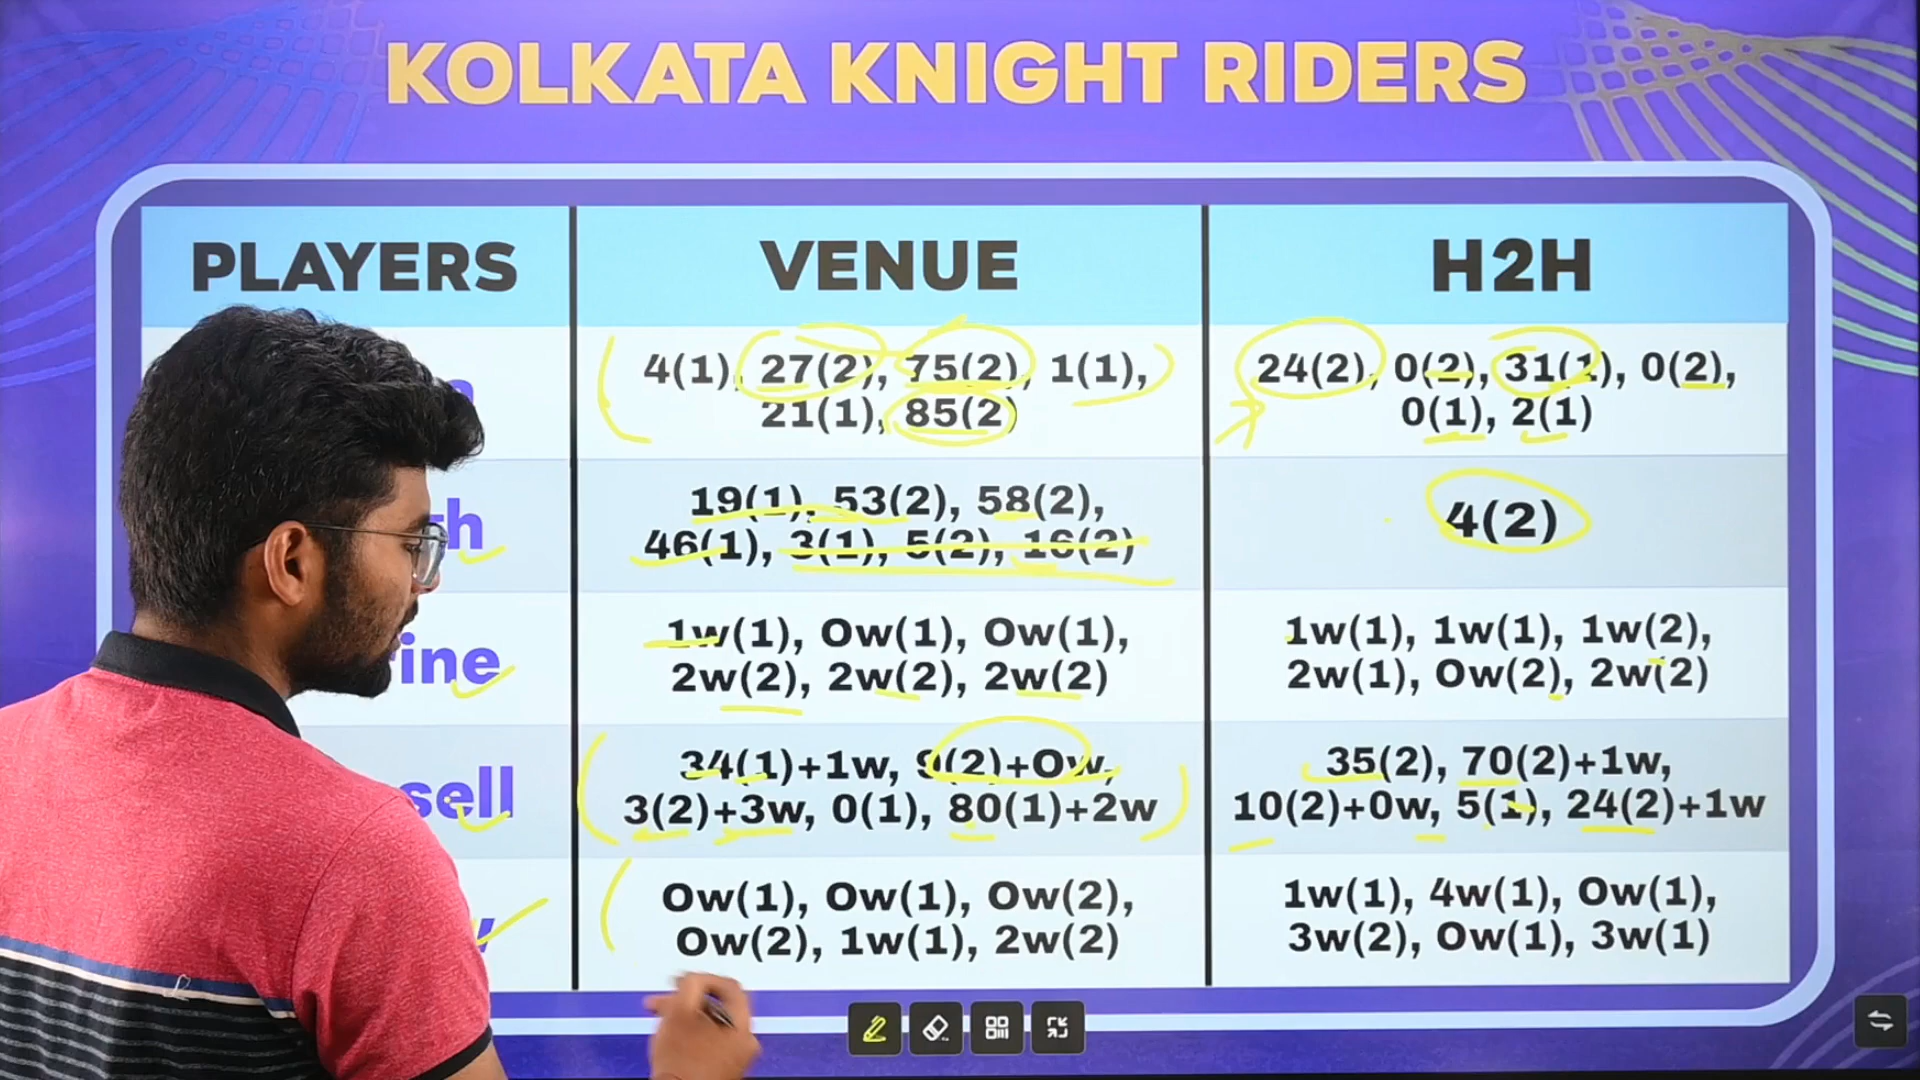 KOLKATA KNIGHT RIDERS
PLAYERS VENUE H2H
4(1), 27(2), 75(2), 1(1), 24(2), 0(2), 31(1), 0(2),
21(1), 85(2) 0(1), 2(1)
19(1), 53(2), 58(2),
46(1), 3(1), 5(2), 16(2) 4(2)
1w(1), 0w(1), 0w(1), 1w(1), 1w(1), 1w(2),
2w(2), 2w(2), 2w(2) 2w(1), 0w(2), 2w(2)
34(1)+1w, 9(2)+0w, 35(2), 70(2)+1w,
3(2)+3w, 0(1), 80(1)+2w 10(2)+0w, 5(1), 24(2)+1w
0w(1), 0w(1), 0w(2), 1w(1), 4w(1), 0w(1),
0w(2), 1w(1), 2w(2) 3w(2), 0w(1), 3w(1)